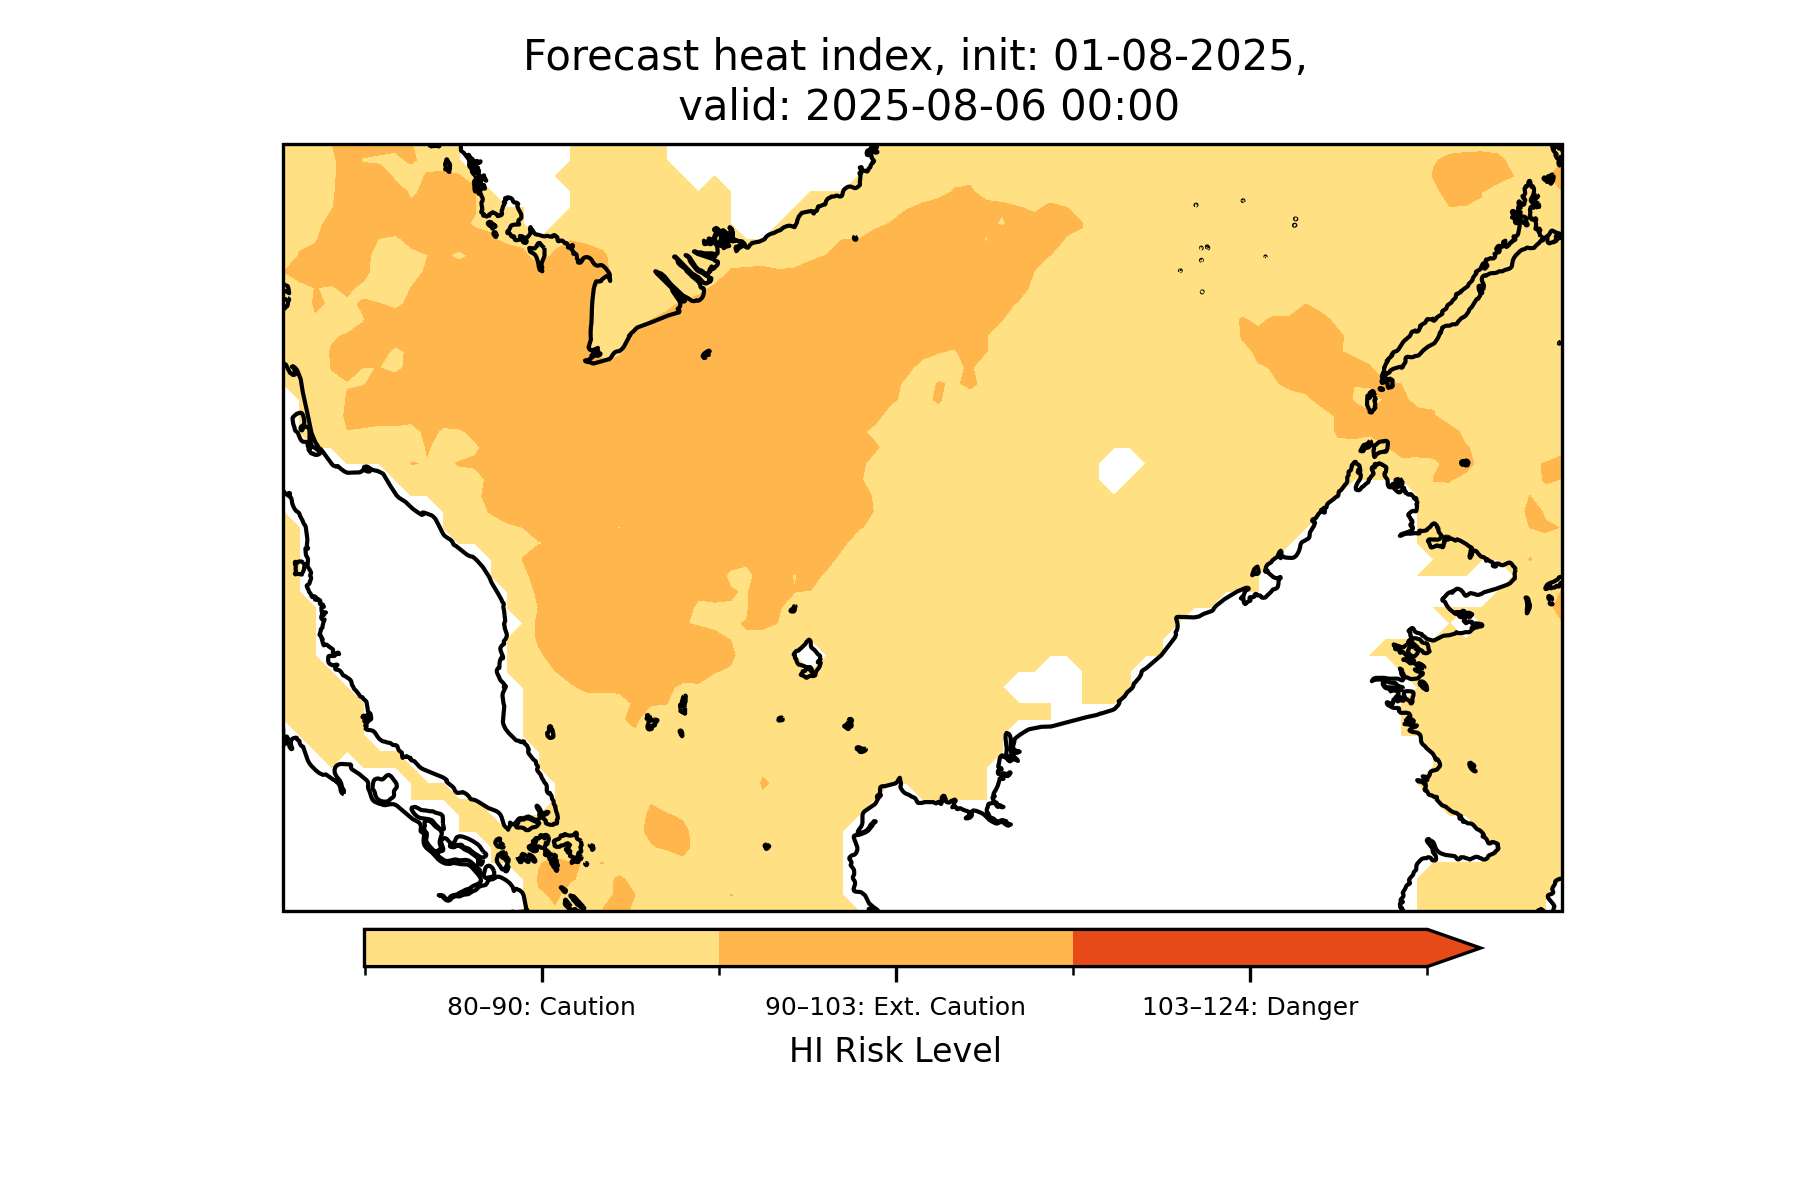 Forecast heat index, init: 01-08-2025,
valid: 2025-08-06 00:00
80–90: Caution
90–103: Ext. Caution
103–124: Danger
HI Risk Level